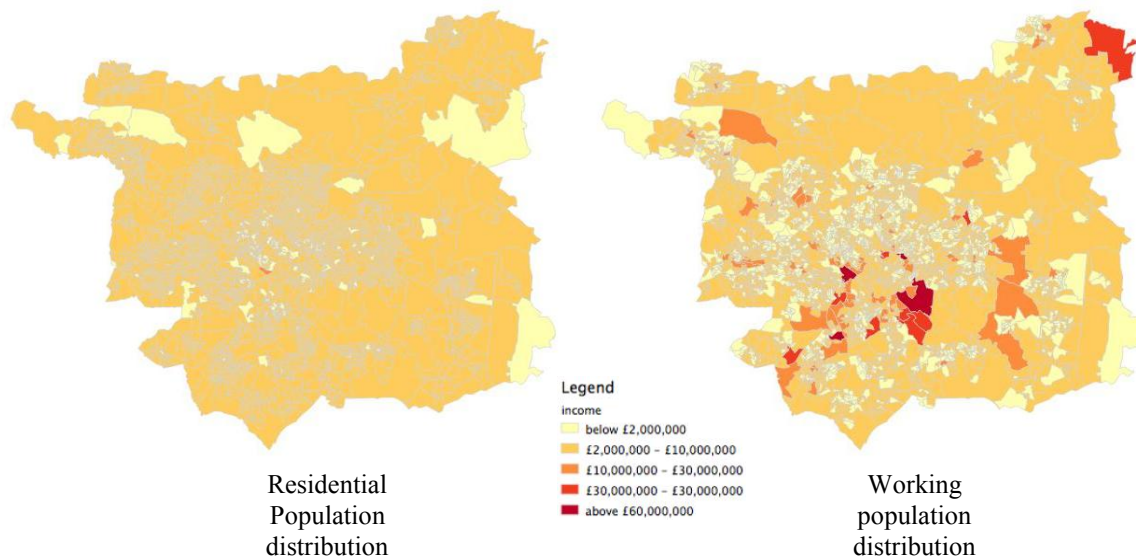 Legend
income
below £2,000,000
£2,000,000 – £10,000,000
£10,000,000 – £30,000,000
£30,000,000 – £30,000,000
above £60,000,000
Residential
Population
distribution
Working
population
distribution